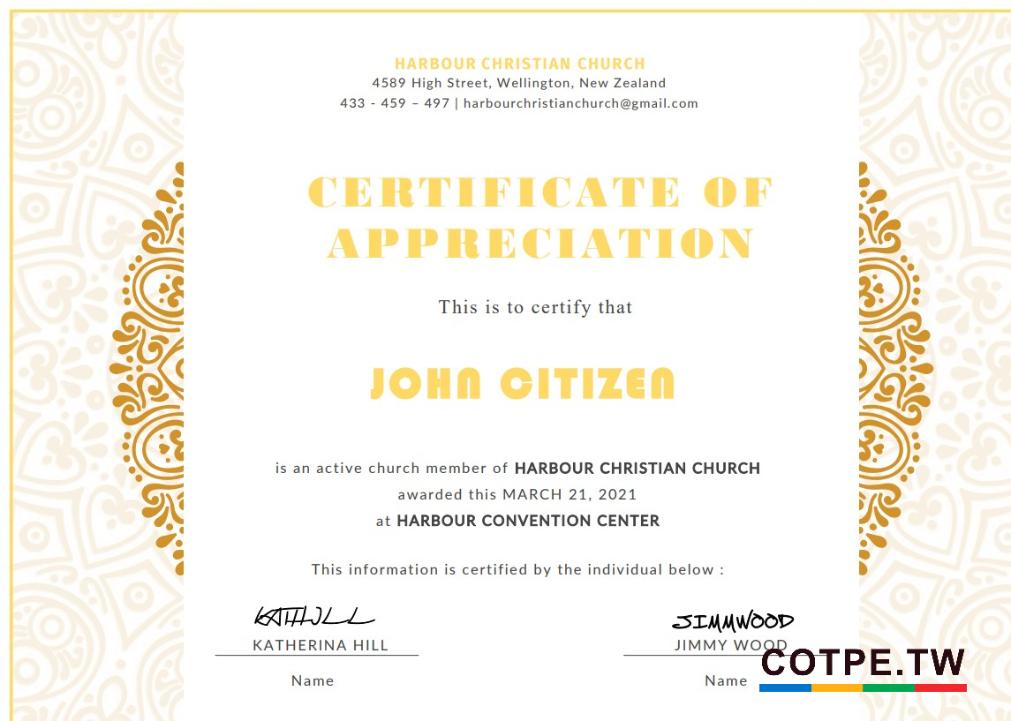 HARBOUR CHRISTIAN CHURCH
4589 High Street, Wellington, New Zealand
433 - 459 – 497 | harbourchristianchurch@gmail.com
CERTIFICATE OF
APPRECIATION
This is to certify that
JOHN CITIZEN
is an active church member of HARBOUR CHRISTIAN CHURCH
awarded this MARCH 21, 2021
at HARBOUR CONVENTION CENTER
This information is certified by the individual below :
KATHHILL JIMMWOOD
KATHERINA HILL JIMMY WOOD
Name Name
COTPE.TW